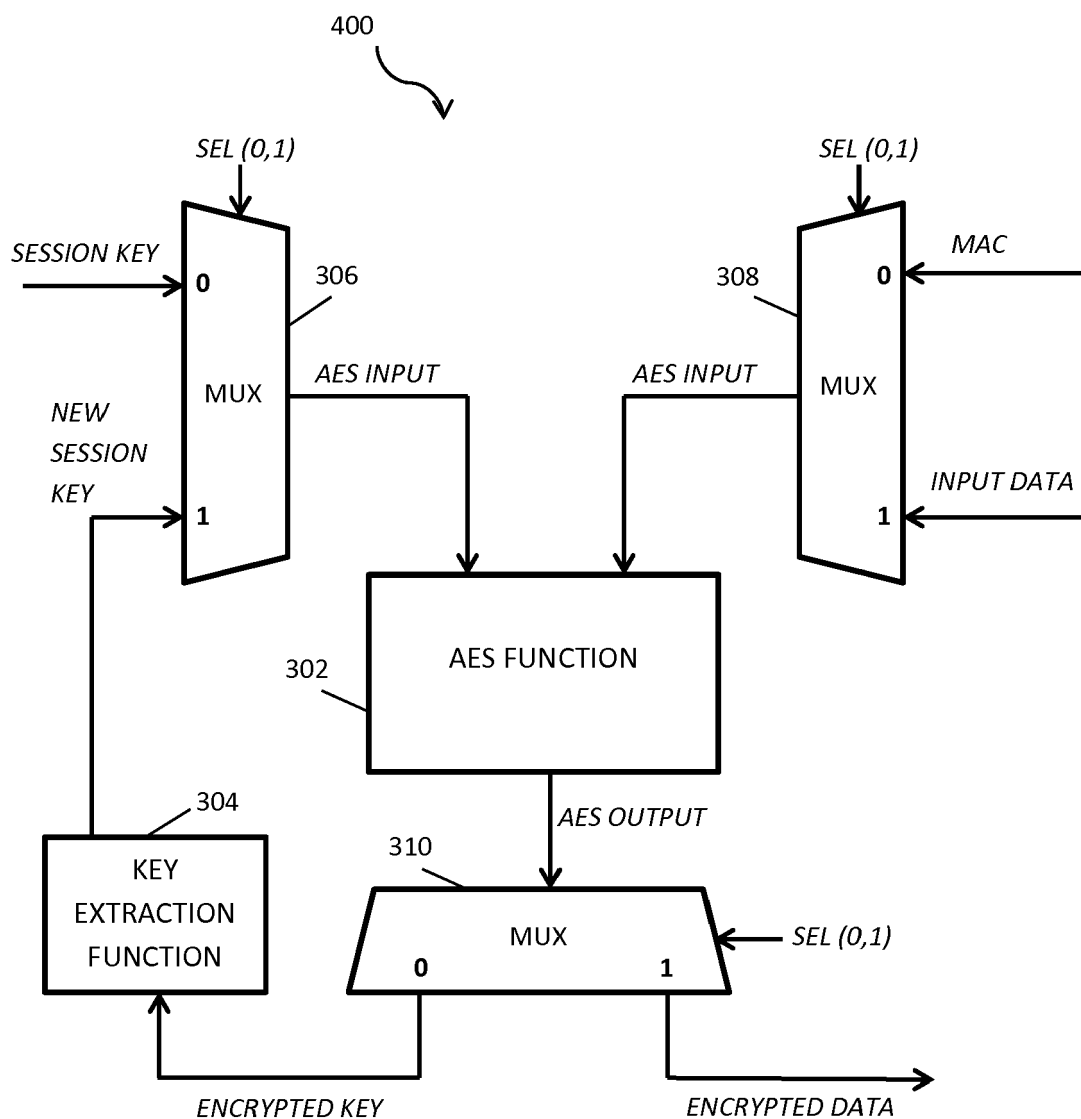 400
SEL (0,1)
SEL (0,1)
SESSION KEY
MAC
0
306
308
0
MUX
AES INPUT
AES INPUT
MUX
NEW
SESSION
KEY
INPUT DATA
1
1
AES FUNCTION
302
304
AES OUTPUT
310
KEY
EXTRACTION
FUNCTION
MUX
SEL (0,1)
0
1
ENCRYPTED KEY
ENCRYPTED DATA